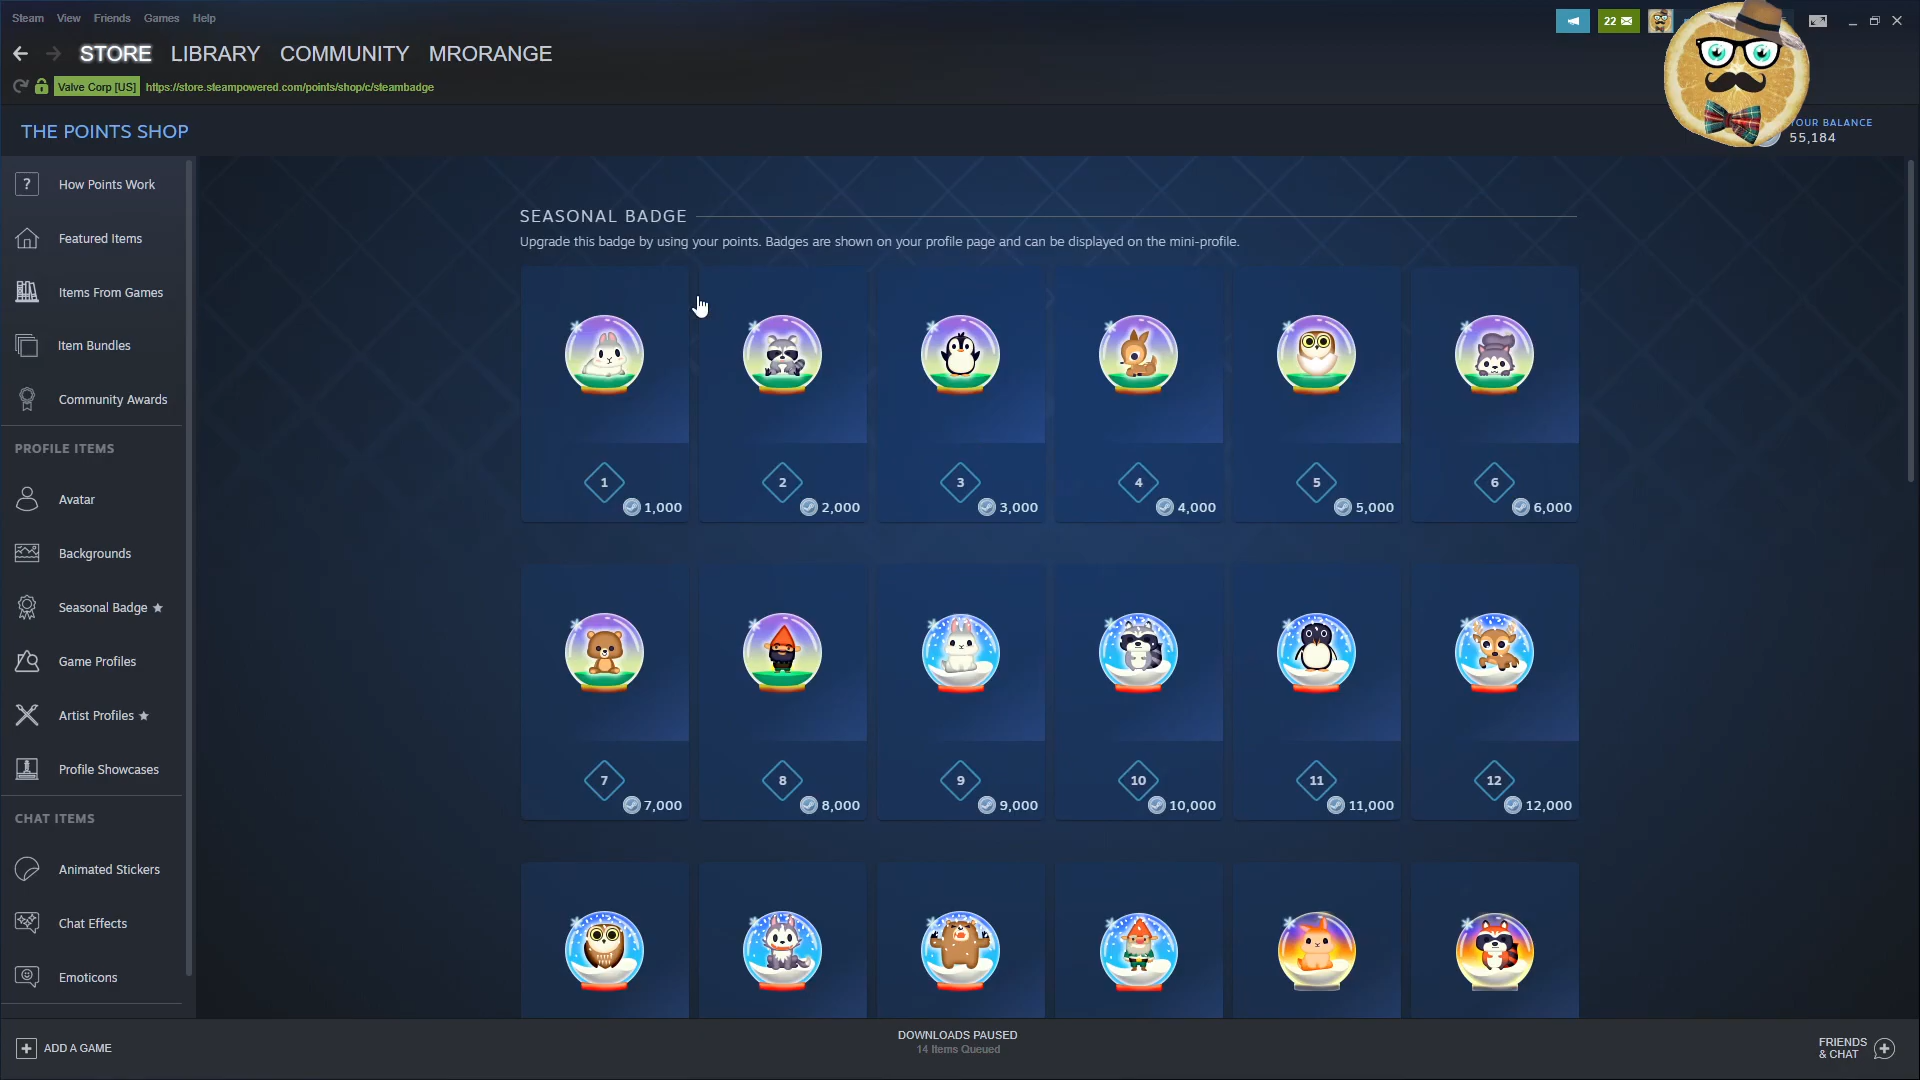 Steam View Friends Games Help
22
STORE LIBRARY COMMUNITY MRORANGE
Valve Corp [US] https://store.steampowered.com/points/shop/c/steambadge
THE POINTS SHOP
YOUR BALANCE
55,184
? How Points Work
Featured Items
Items From Games
Item Bundles
Community Awards
PROFILE ITEMS
Avatar
Backgrounds
Seasonal Badge ★
Game Profiles
Artist Profiles ★
Profile Showcases
CHAT ITEMS
Animated Stickers
Chat Effects
Emoticons
SEASONAL BADGE
Upgrade this badge by using your points. Badges are shown on your profile page and can be displayed on the mini-profile.
1 2 3 4 5 6
1,000 2,000 3,000 4,000 5,000 6,000
7 8 9 10 11 12
7,000 8,000 9,000 10,000 11,000 12,000
ADD A GAME
DOWNLOADS PAUSED
14 Items Queued
FRIENDS
& CHAT